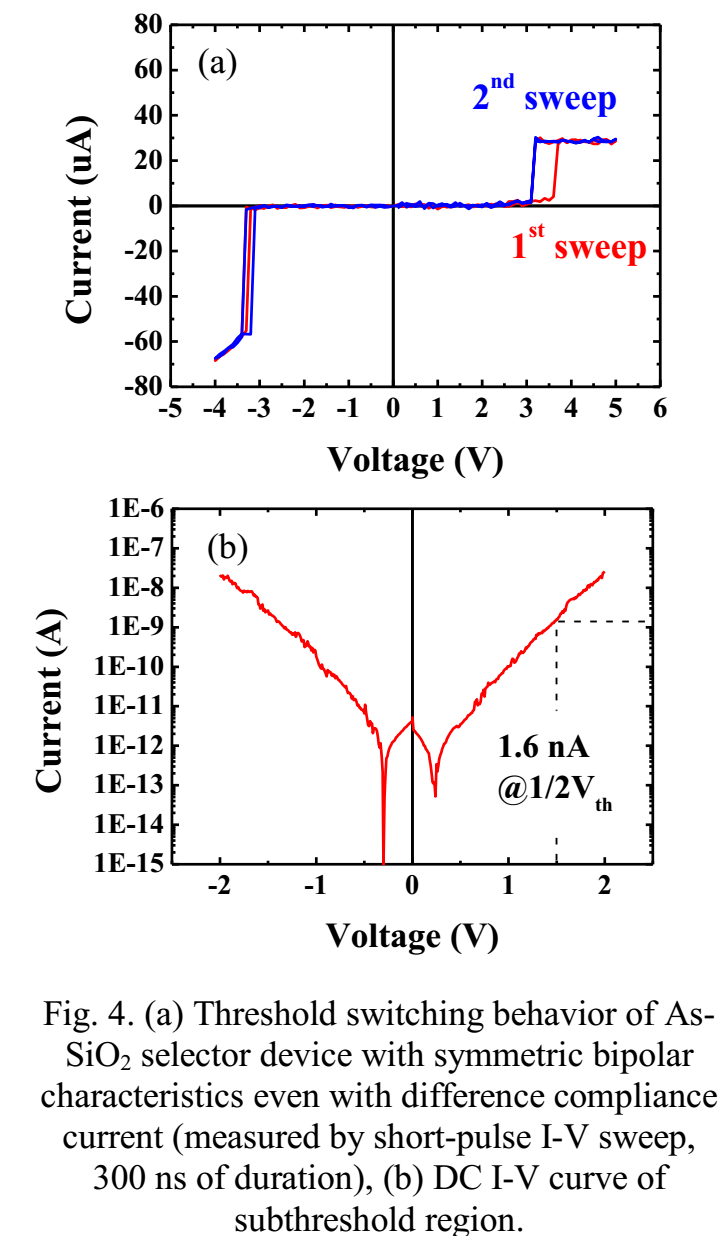 (a)
2nd sweep
1st sweep
80
60
40
20
0
-20
-40
-60
-80
Current (uA)
-5 -4 -3 -2 -1 0 1 2 3 4 5 6
Voltage (V)
(b)
1E-6
1E-7
1E-8
1E-9
1E-10
1E-11
1E-12
1E-13
1E-14
1E-15
Current (A)
1.6 nA
@1/2Vth
-2 -1 0 1 2
Voltage (V)
Fig. 4. (a) Threshold switching behavior of As-
SiO2 selector device with symmetric bipolar
characteristics even with difference compliance
current (measured by short-pulse I-V sweep,
300 ns of duration), (b) DC I-V curve of
subthreshold region.